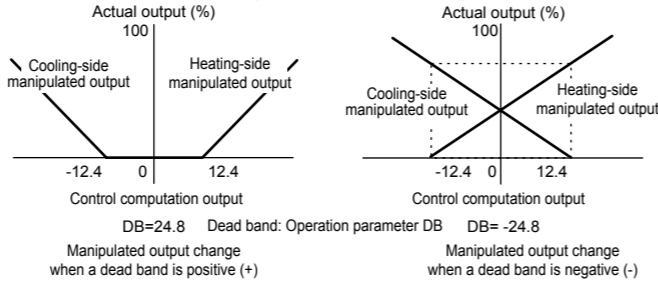 Actual output (%)
100
Cooling-side
manipulated output
Heating-side
manipulated output
-12.4 0 12.4
Control computation output
Actual output (%)
100
Cooling-side
manipulated output
Heating-side
manipulated output
-12.4 0 12.4
Control computation output
DB=24.8 Dead band: Operation parameter DB DB= -24.8
Manipulated output change
when a dead band is positive (+)
Manipulated output change
when a dead band is negative (-)